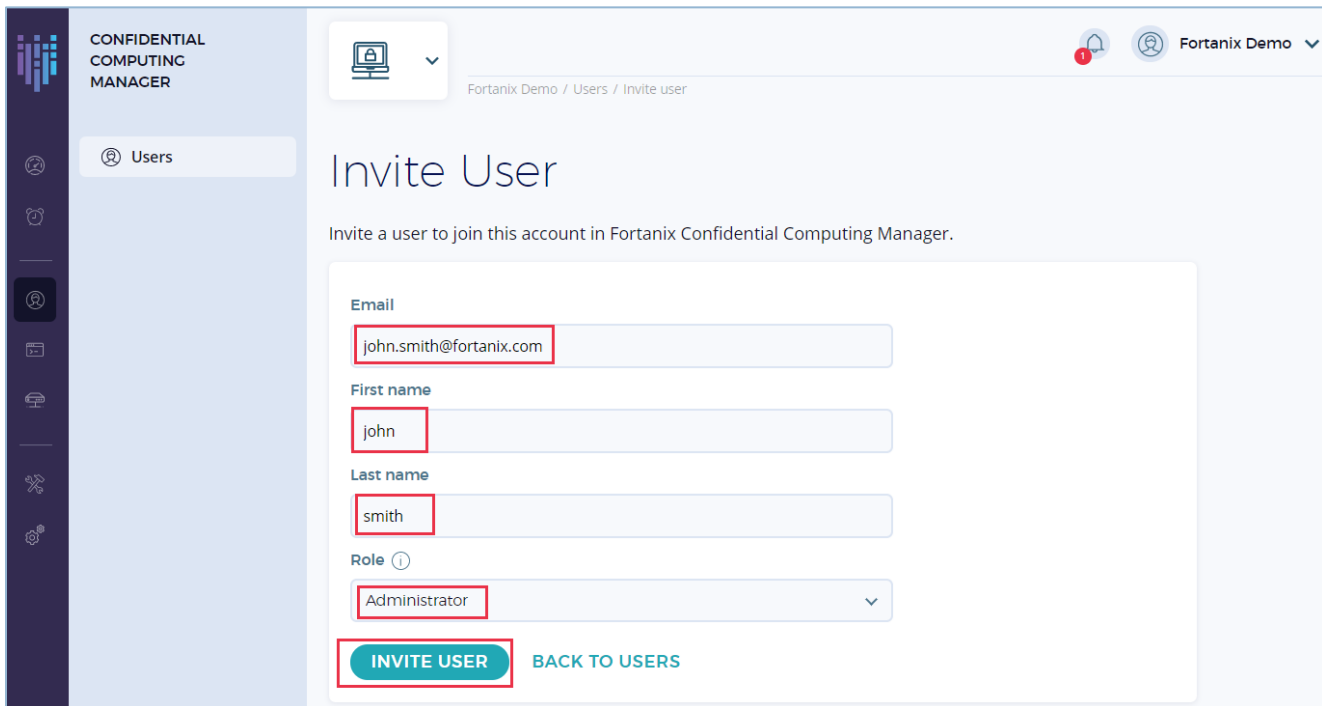 CONFIDENTIAL
COMPUTING
MANAGER
Users
1
Fortanix Demo
Fortanix Demo / Users / Invite user
Invite User
Invite a user to join this account in Fortanix Confidential Computing Manager.
Email
john.smith@fortanix.com
First name
john
Last name
smith
Role i
Administrator
INVITE USER BACK TO USERS